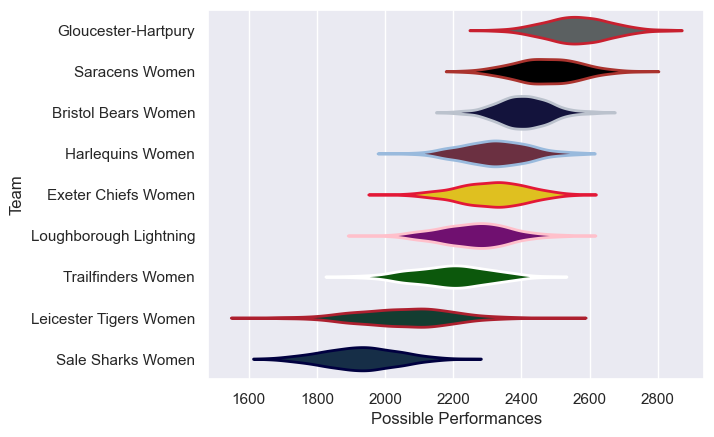 Gloucester-Hartpury
Saracens Women
Bristol Bears Women
Harlequins Women
Exeter Chiefs Women
Loughborough Lightning
Trailfinders Women
Leicester Tigers Women
Sale Sharks Women
Team
1600 1800 2000 2200 2400 2600 2800
Possible Performances